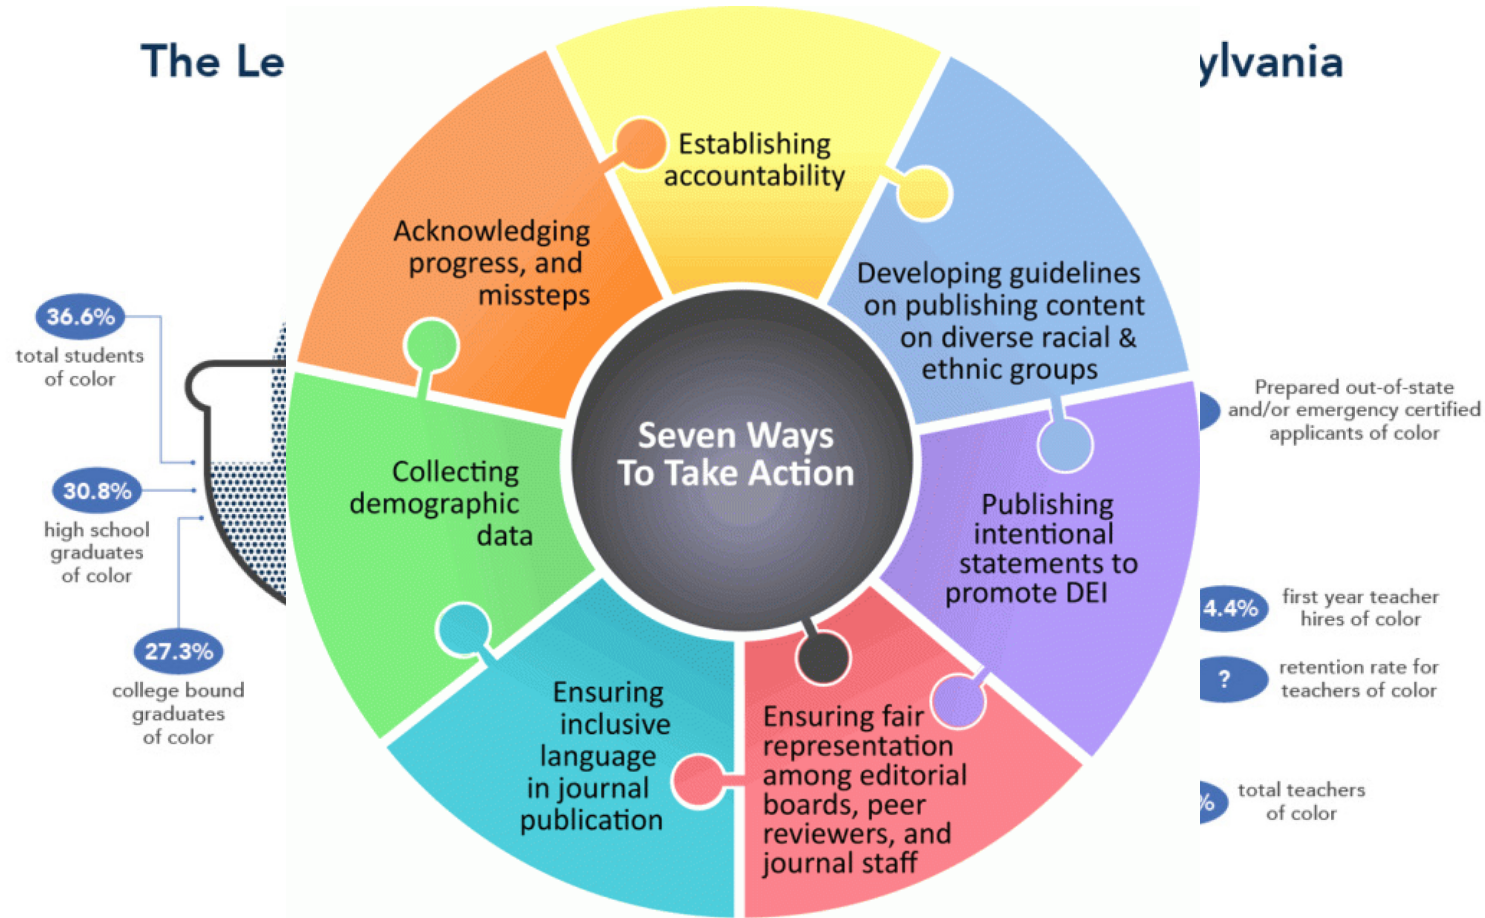 The Le
ylvania
Establishing
accountability
Developing guidelines
on publishing content
on diverse racial &
ethnic groups
Publishing
intentional
statements to
promote DEI
Ensuring fair
representation
among editorial
boards, peer
reviewers, and
journal staff
Ensuring
inclusive
language
in journal
publication
Collecting
demographic
data
Acknowledging
progress, and
missteps
Seven Ways
To Take Action
36.6%
total students
of color
30.8%
high school
graduates
of color
27.3%
college bound
graduates
of color
Prepared out-of-state
and/or emergency certified
applicants of color
4.4%
first year teacher
hires of color
?
retention rate for
teachers of color
%
total teachers
of color